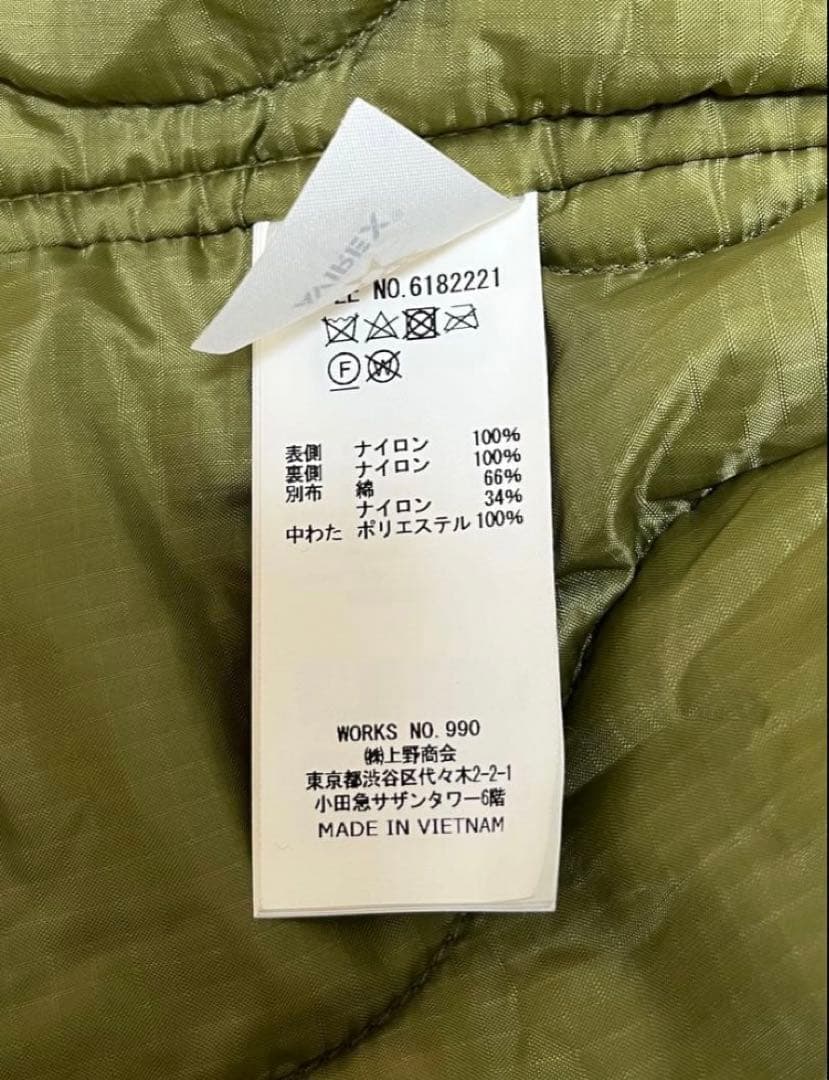 AVIREX®
NO.6182221
F
W
表側 ナイロン 100%
裏側 ナイロン 100%
別布 綿 66%
ナイロン 34%
中わた ポリエステル 100%
WORKS NO.990
㈱上野商会
東京都渋谷区代々木2-2-1
小田急サザンタワー6階
MADE IN VIETNAM